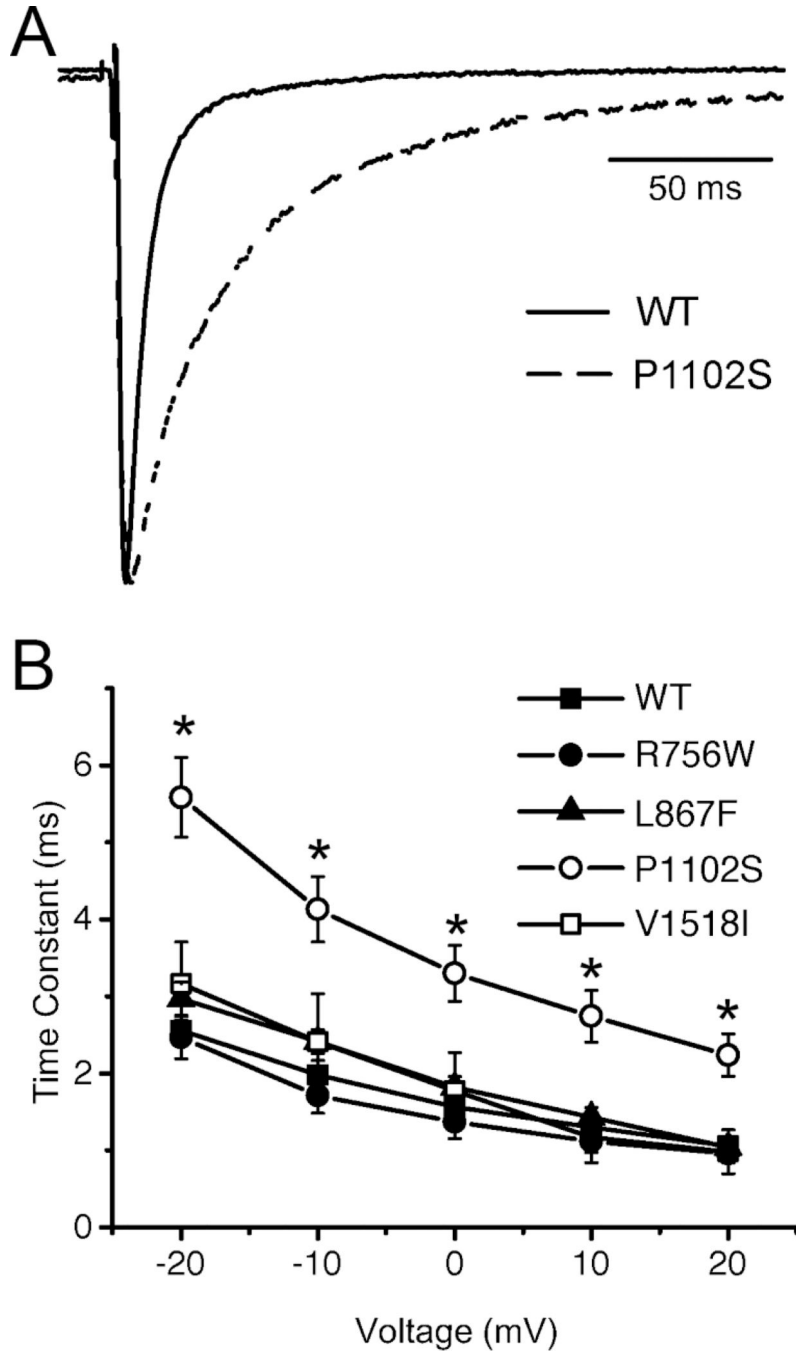 A
50 ms
WT
P1102S
B
WT
R756W
L867F
P1102S
V1518I
* * * * *
6
4
2
0
Time Constant (ms)
-20 -10 0 10 20
Voltage (mV)